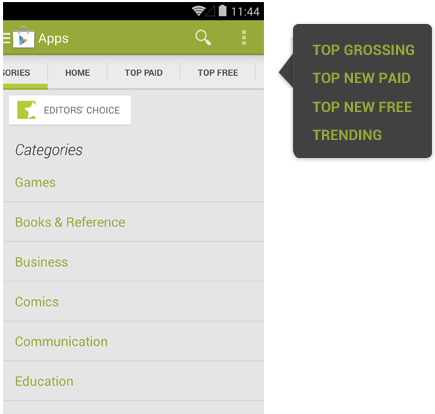 11:44
Apps
GORIES HOME TOP PAID TOP FREE
EDITORS' CHOICE
Categories
Games
Books & Reference
Business
Comics
Communication
Education
TOP GROSSING
TOP NEW PAID
TOP NEW FREE
TRENDING